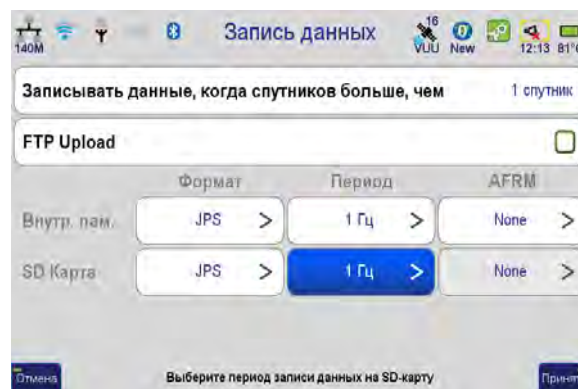 140M
Запись данных
16
VUU
New
12:13
81°
Записывать данные, когда спутников больше, чем 1 спутник
FTP Upload
Формат Период AFRM
Внутр. пам. JPS > 1 Гц > None >
SD Карта JPS > 1 Гц > None >
Отмена Выберите период записи данных на SD-карту Принят